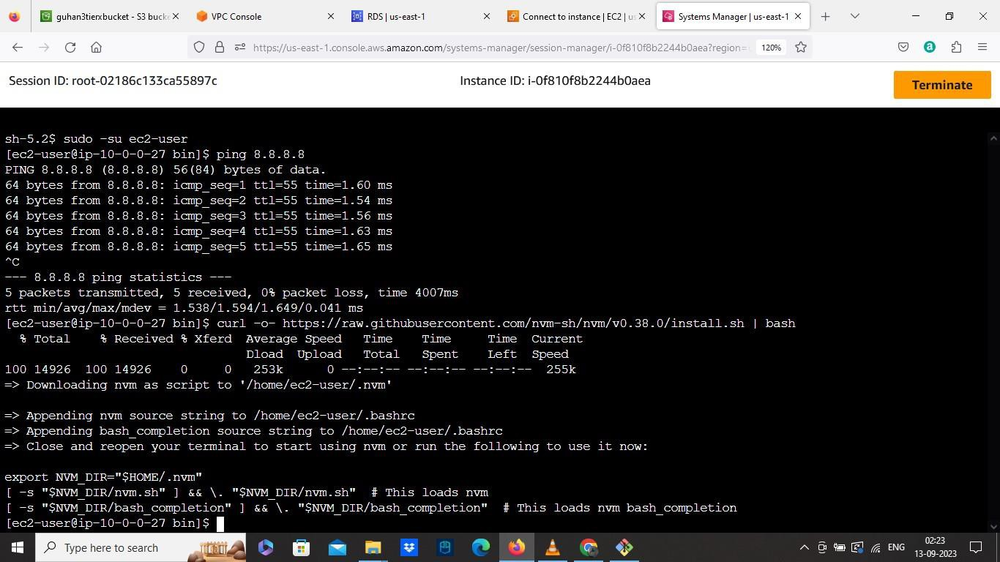 guhan3tierxbucket - S3 bucke
VPC Console
RDS | us-east-1
Connect to instance | EC2 | us
Systems Manager | us-east-1
https://us-east-1.console.aws.amazon.com/systems-manager/session-manager/i-0f810f8b2244b0aea?region=
120%
Session ID: root-02186c133ca55897c
Instance ID: i-0f810f8b2244b0aea
Terminate
sh-5.2$ sudo -su ec2-user
[ec2-user@ip-10-0-0-27 bin]$ ping 8.8.8.8
PING 8.8.8.8 (8.8.8.8) 56(84) bytes of data.
64 bytes from 8.8.8.8: icmp_seq=1 ttl=55 time=1.60 ms
64 bytes from 8.8.8.8: icmp_seq=2 ttl=55 time=1.54 ms
64 bytes from 8.8.8.8: icmp_seq=3 ttl=55 time=1.56 ms
64 bytes from 8.8.8.8: icmp_seq=4 ttl=55 time=1.63 ms
64 bytes from 8.8.8.8: icmp_seq=5 ttl=55 time=1.65 ms
^C
--- 8.8.8.8 ping statistics ---
5 packets transmitted, 5 received, 0% packet loss, time 4007ms
rtt min/avg/max/mdev = 1.538/1.594/1.649/0.041 ms
[ec2-user@ip-10-0-0-27 bin]$ curl -o- https://raw.githubusercontent.com/nvm-sh/nvm/v0.38.0/install.sh | bash
% Total % Received % Xferd Average Speed Time Time Time Current
Dload Upload Total Spent Left Speed
100 14926 100 14926 0 0 253k 0 --:--:-- --:--:-- --:--:-- 255k
=> Downloading nvm as script to '/home/ec2-user/.nvm'
=> Appending nvm source string to /home/ec2-user/.bashrc
=> Appending bash_completion source string to /home/ec2-user/.bashrc
=> Close and reopen your terminal to start using nvm or run the following to use it now:
export NVM_DIR="$HOME/.nvm"
[ -s "$NVM_DIR/nvm.sh" ] && \. "$NVM_DIR/nvm.sh" # This loads nvm
[ -s "$NVM_DIR/bash_completion" ] && \. "$NVM_DIR/bash_completion" # This loads nvm bash_completion
[ec2-user@ip-10-0-0-27 bin]$
Type here to search
ENG
02:23
13-09-2023